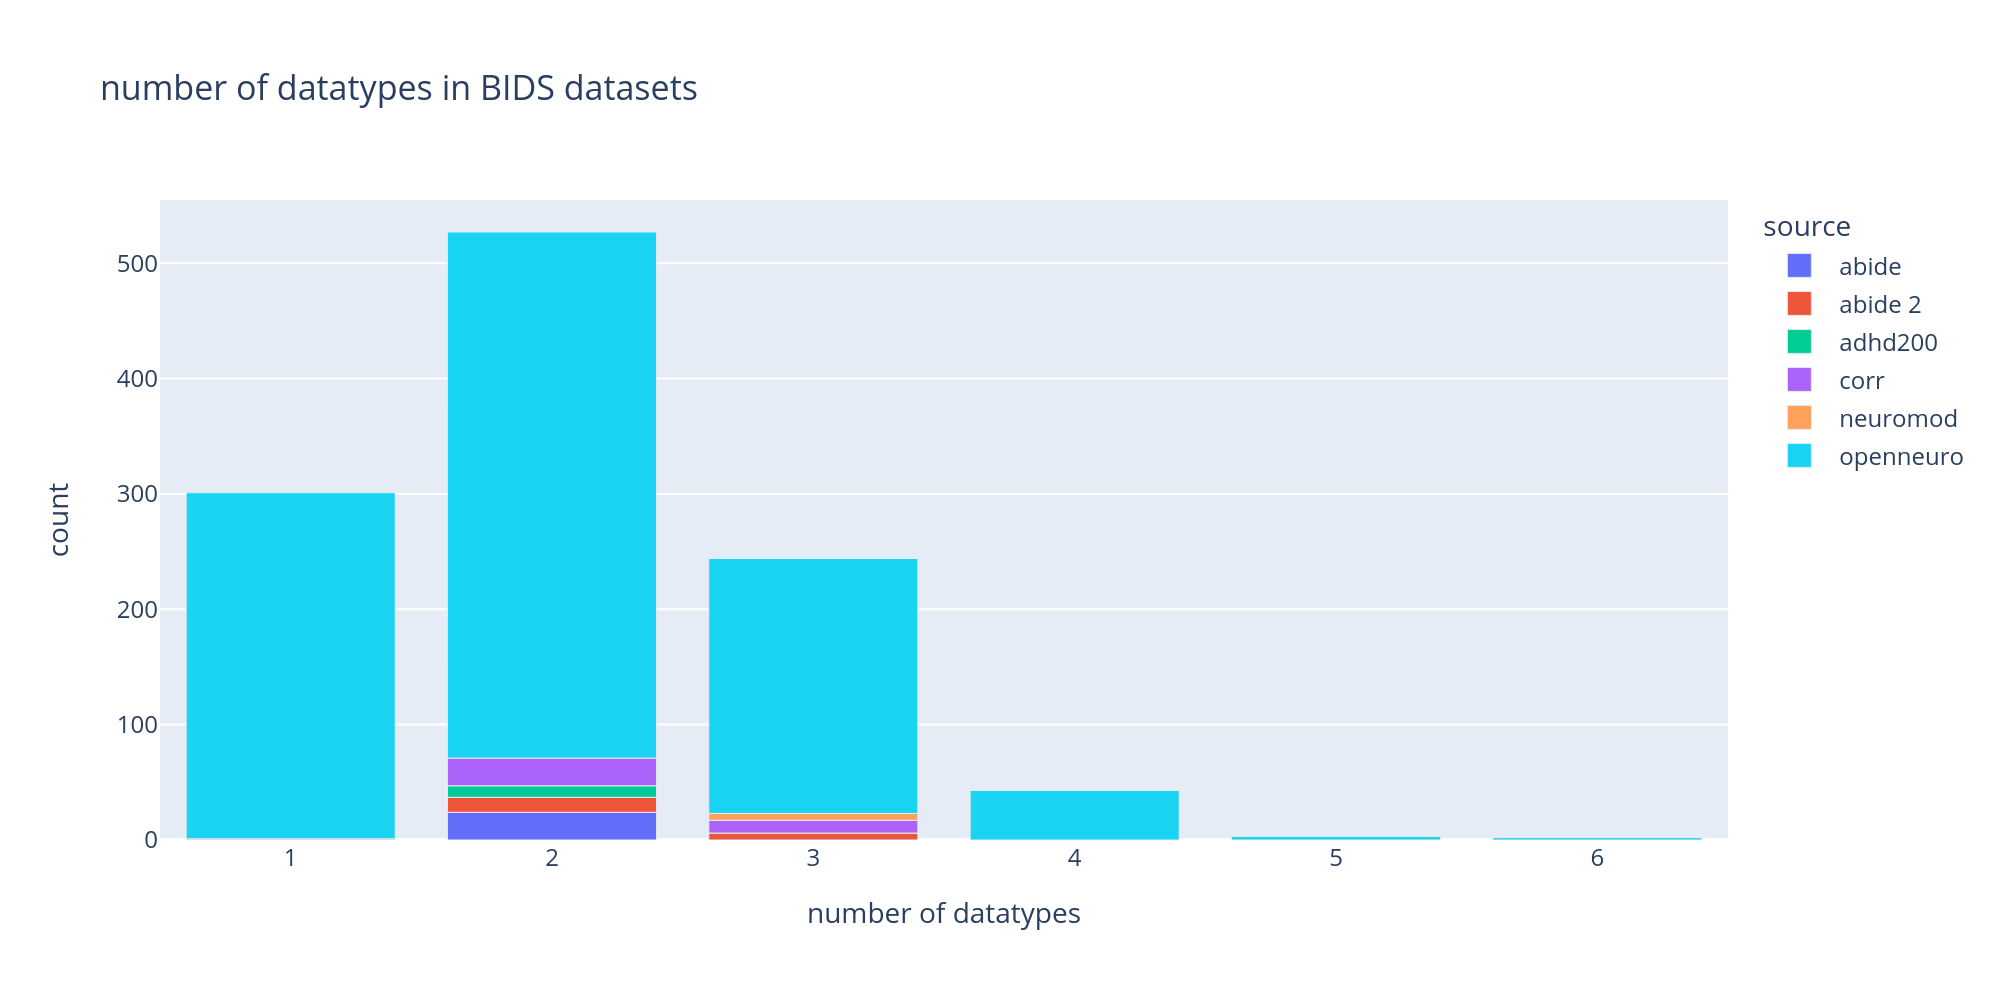 number of datatypes in BIDS datasets
source
abide
abide 2
adhd200
corr
neuromod
openneuro
count
500
400
300
200
100
0
1 2 3 4 5 6
number of datatypes